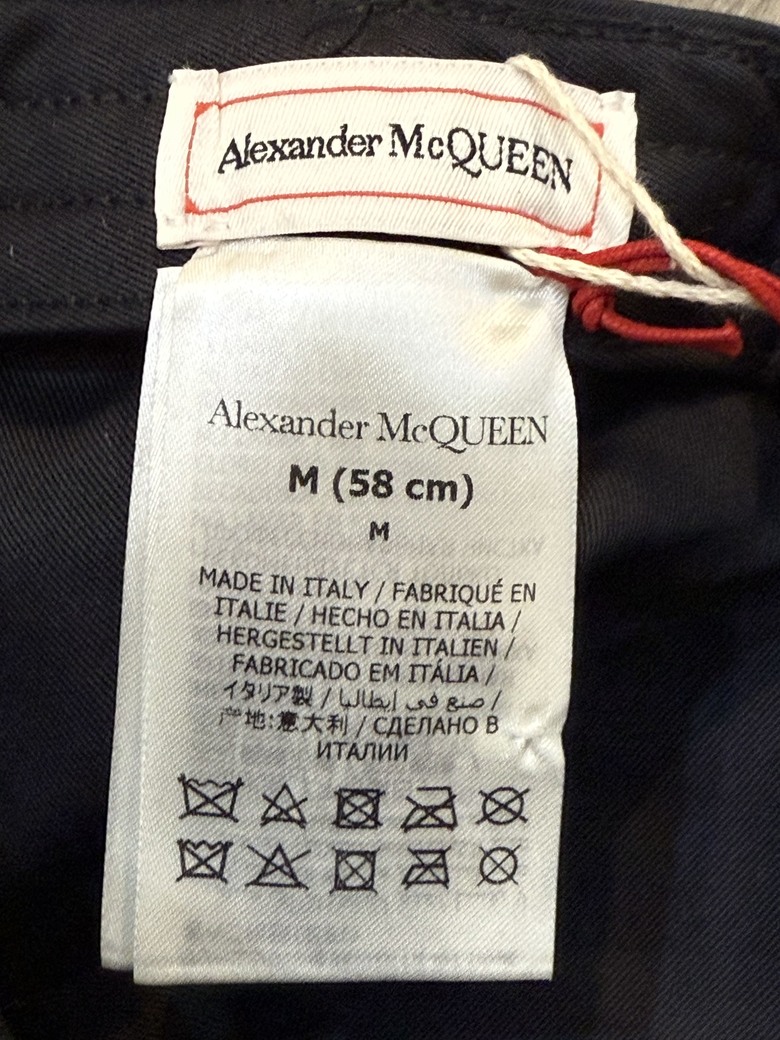 Alexander McQUEEN
Alexander McQUEEN
M (58 cm)
M
MADE IN ITALY / FABRIQUÉ EN
ITALIE / HECHO EN ITALIA /
HERGESTELLT IN ITALIEN /
FABRICADO EM ITÁLIA /
イタリア製 / صنع في إيطاليا /
产地:意大利 / СДЕЛАНО В
ИТАЛИИ